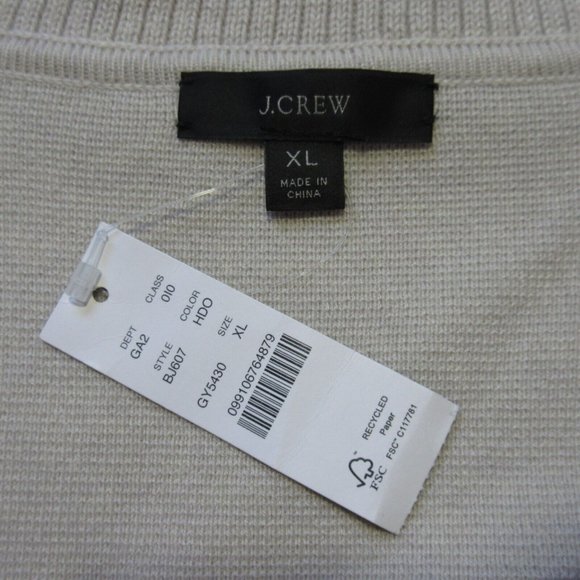 J.CREW
XL
MADE IN
CHINA
DEPT CLASS
GA2 010
STYLE COLOR
BJ607 HDO
SIZE
GY5430 XL
099106764879
RECYCLED
Paper
FSC™ C117781
FSC